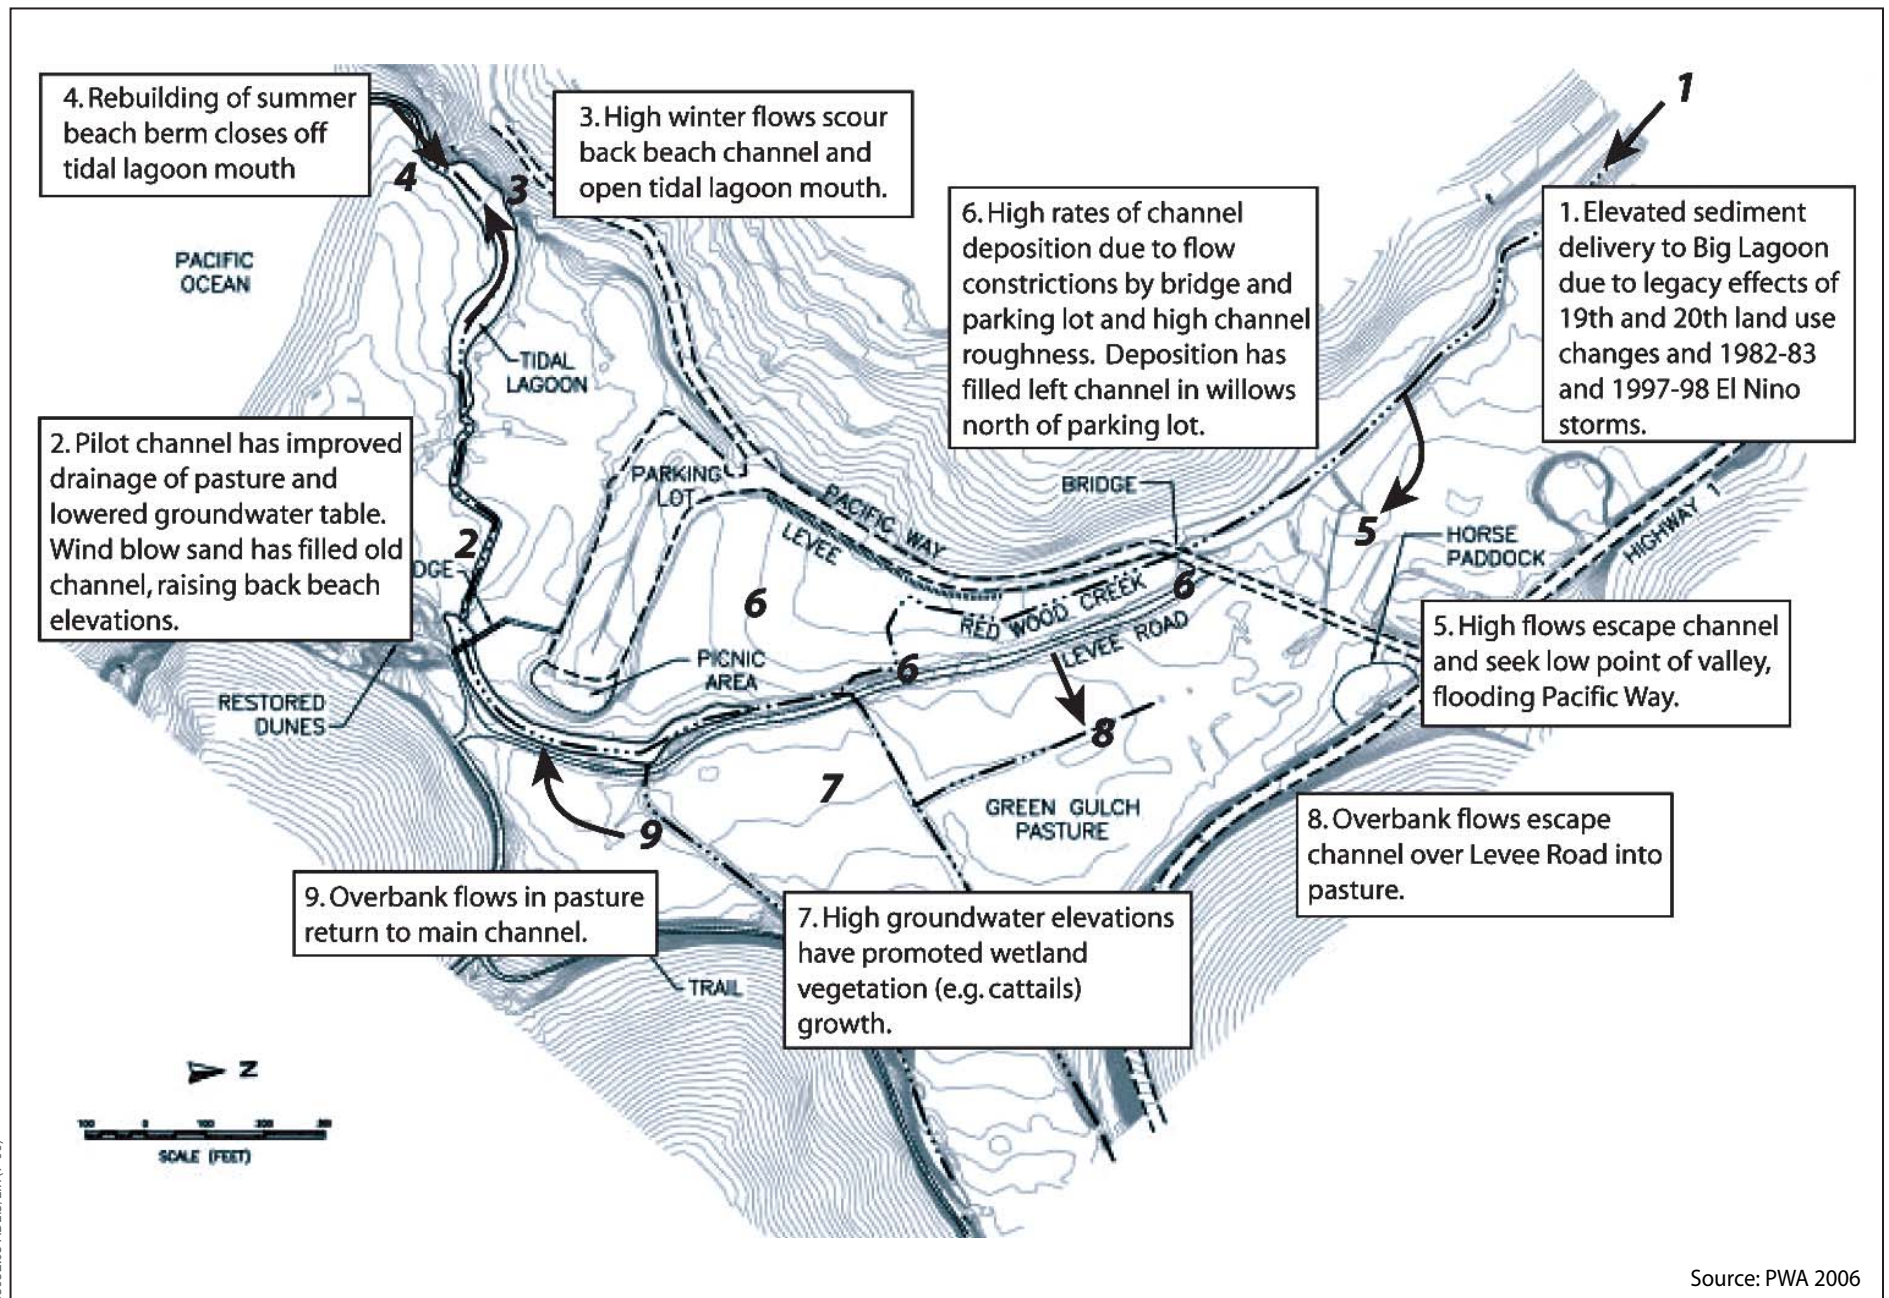 4. Rebuilding of summer
beach berm closes off
tidal lagoon mouth
3. High winter flows scour
back beach channel and
open tidal lagoon mouth.
1
4
3
6. High rates of channel
deposition due to flow
constrictions by bridge and
parking lot and high channel
roughness. Deposition has
filled left channel in willows
north of parking lot.
1. Elevated sediment
delivery to Big Lagoon
due to legacy effects of
19th and 20th land use
changes and 1982-83
and 1997-98 El Nino
storms.
PACIFIC
OCEAN
TIDAL
LAGOON
2. Pilot channel has improved
drainage of pasture and
lowered groundwater table.
Wind blow sand has filled old
channel, raising back beach
elevations.
PARKING
LOT
PACIFIC WAY
LEVEE
BRIDGE
5
HORSE
PADDOCK
HIGHWAY 1
2
DGE
6
RED WOOD CREEK
6
LEVEE ROAD
6
PICNIC
AREA
RESTORED
DUNES
5. High flows escape channel
and seek low point of valley,
flooding Pacific Way.
8
7
GREEN GULCH
PASTURE
9
8. Overbank flows escape
channel over Levee Road into
pasture.
9. Overbank flows in pasture
return to main channel.
7. High groundwater elevations
have promoted wetland
vegetation (e.g. cattails)
growth.
TRAIL
N
100 0 100 200
SCALE (FEET)
Source: PWA 2006